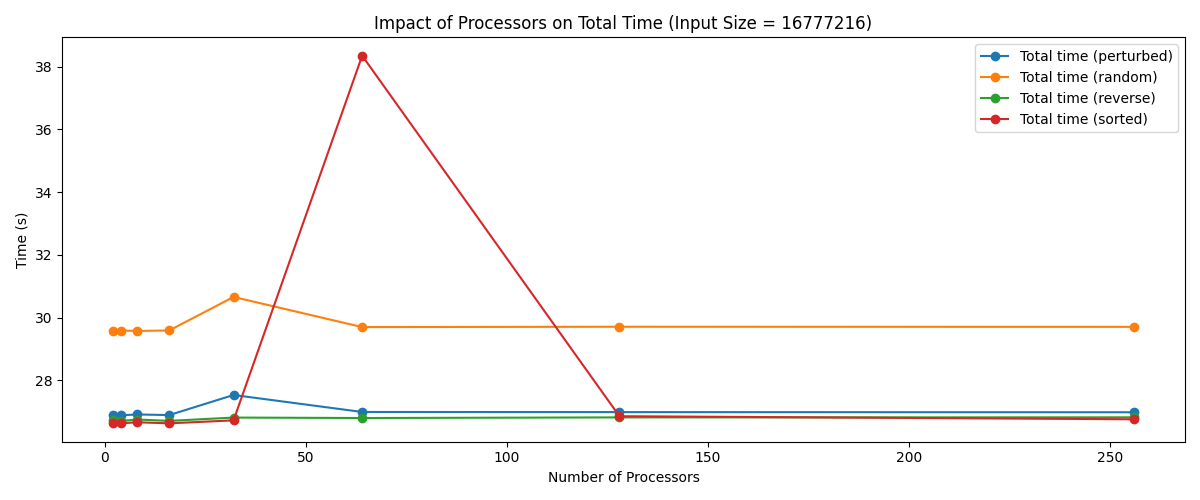 Impact of Processors on Total Time (Input Size = 16777216)
Total time (perturbed)
Total time (random)
Total time (reverse)
Total time (sorted)
Time (s)
38
36
34
32
30
28
0 50 100 150 200 250
Number of Processors